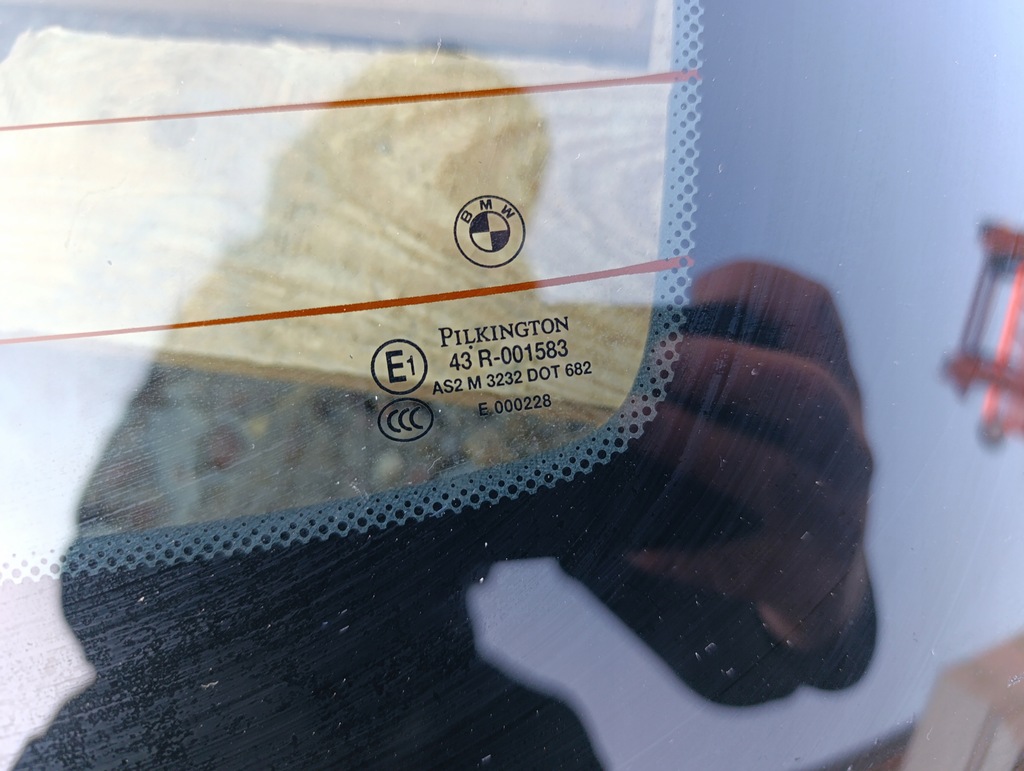 BMW
PILKINGTON
E1 43 R-001583
AS2 M 3232 DOT 682
CCC E 000228